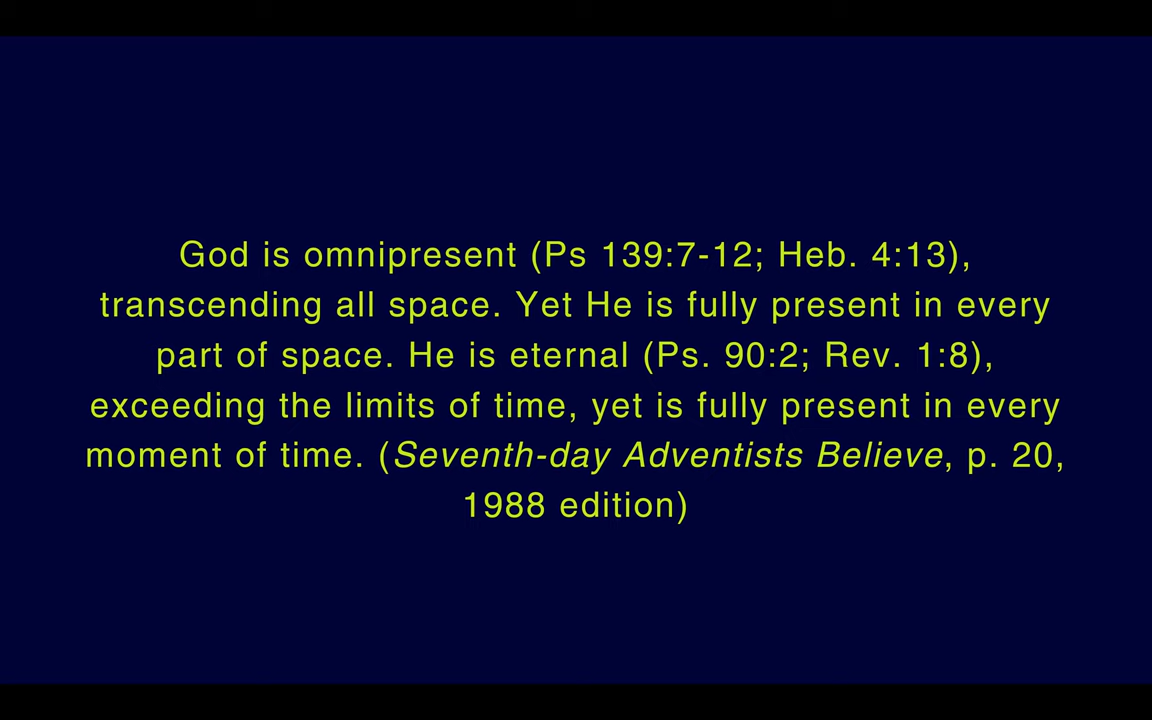 God is omnipresent (Ps 139:7-12; Heb. 4:13),
transcending all space. Yet He is fully present in every
part of space. He is eternal (Ps. 90:2; Rev. 1:8),
exceeding the limits of time, yet is fully present in every
moment of time. (Seventh-day Adventists Believe, p. 20,
1988 edition)